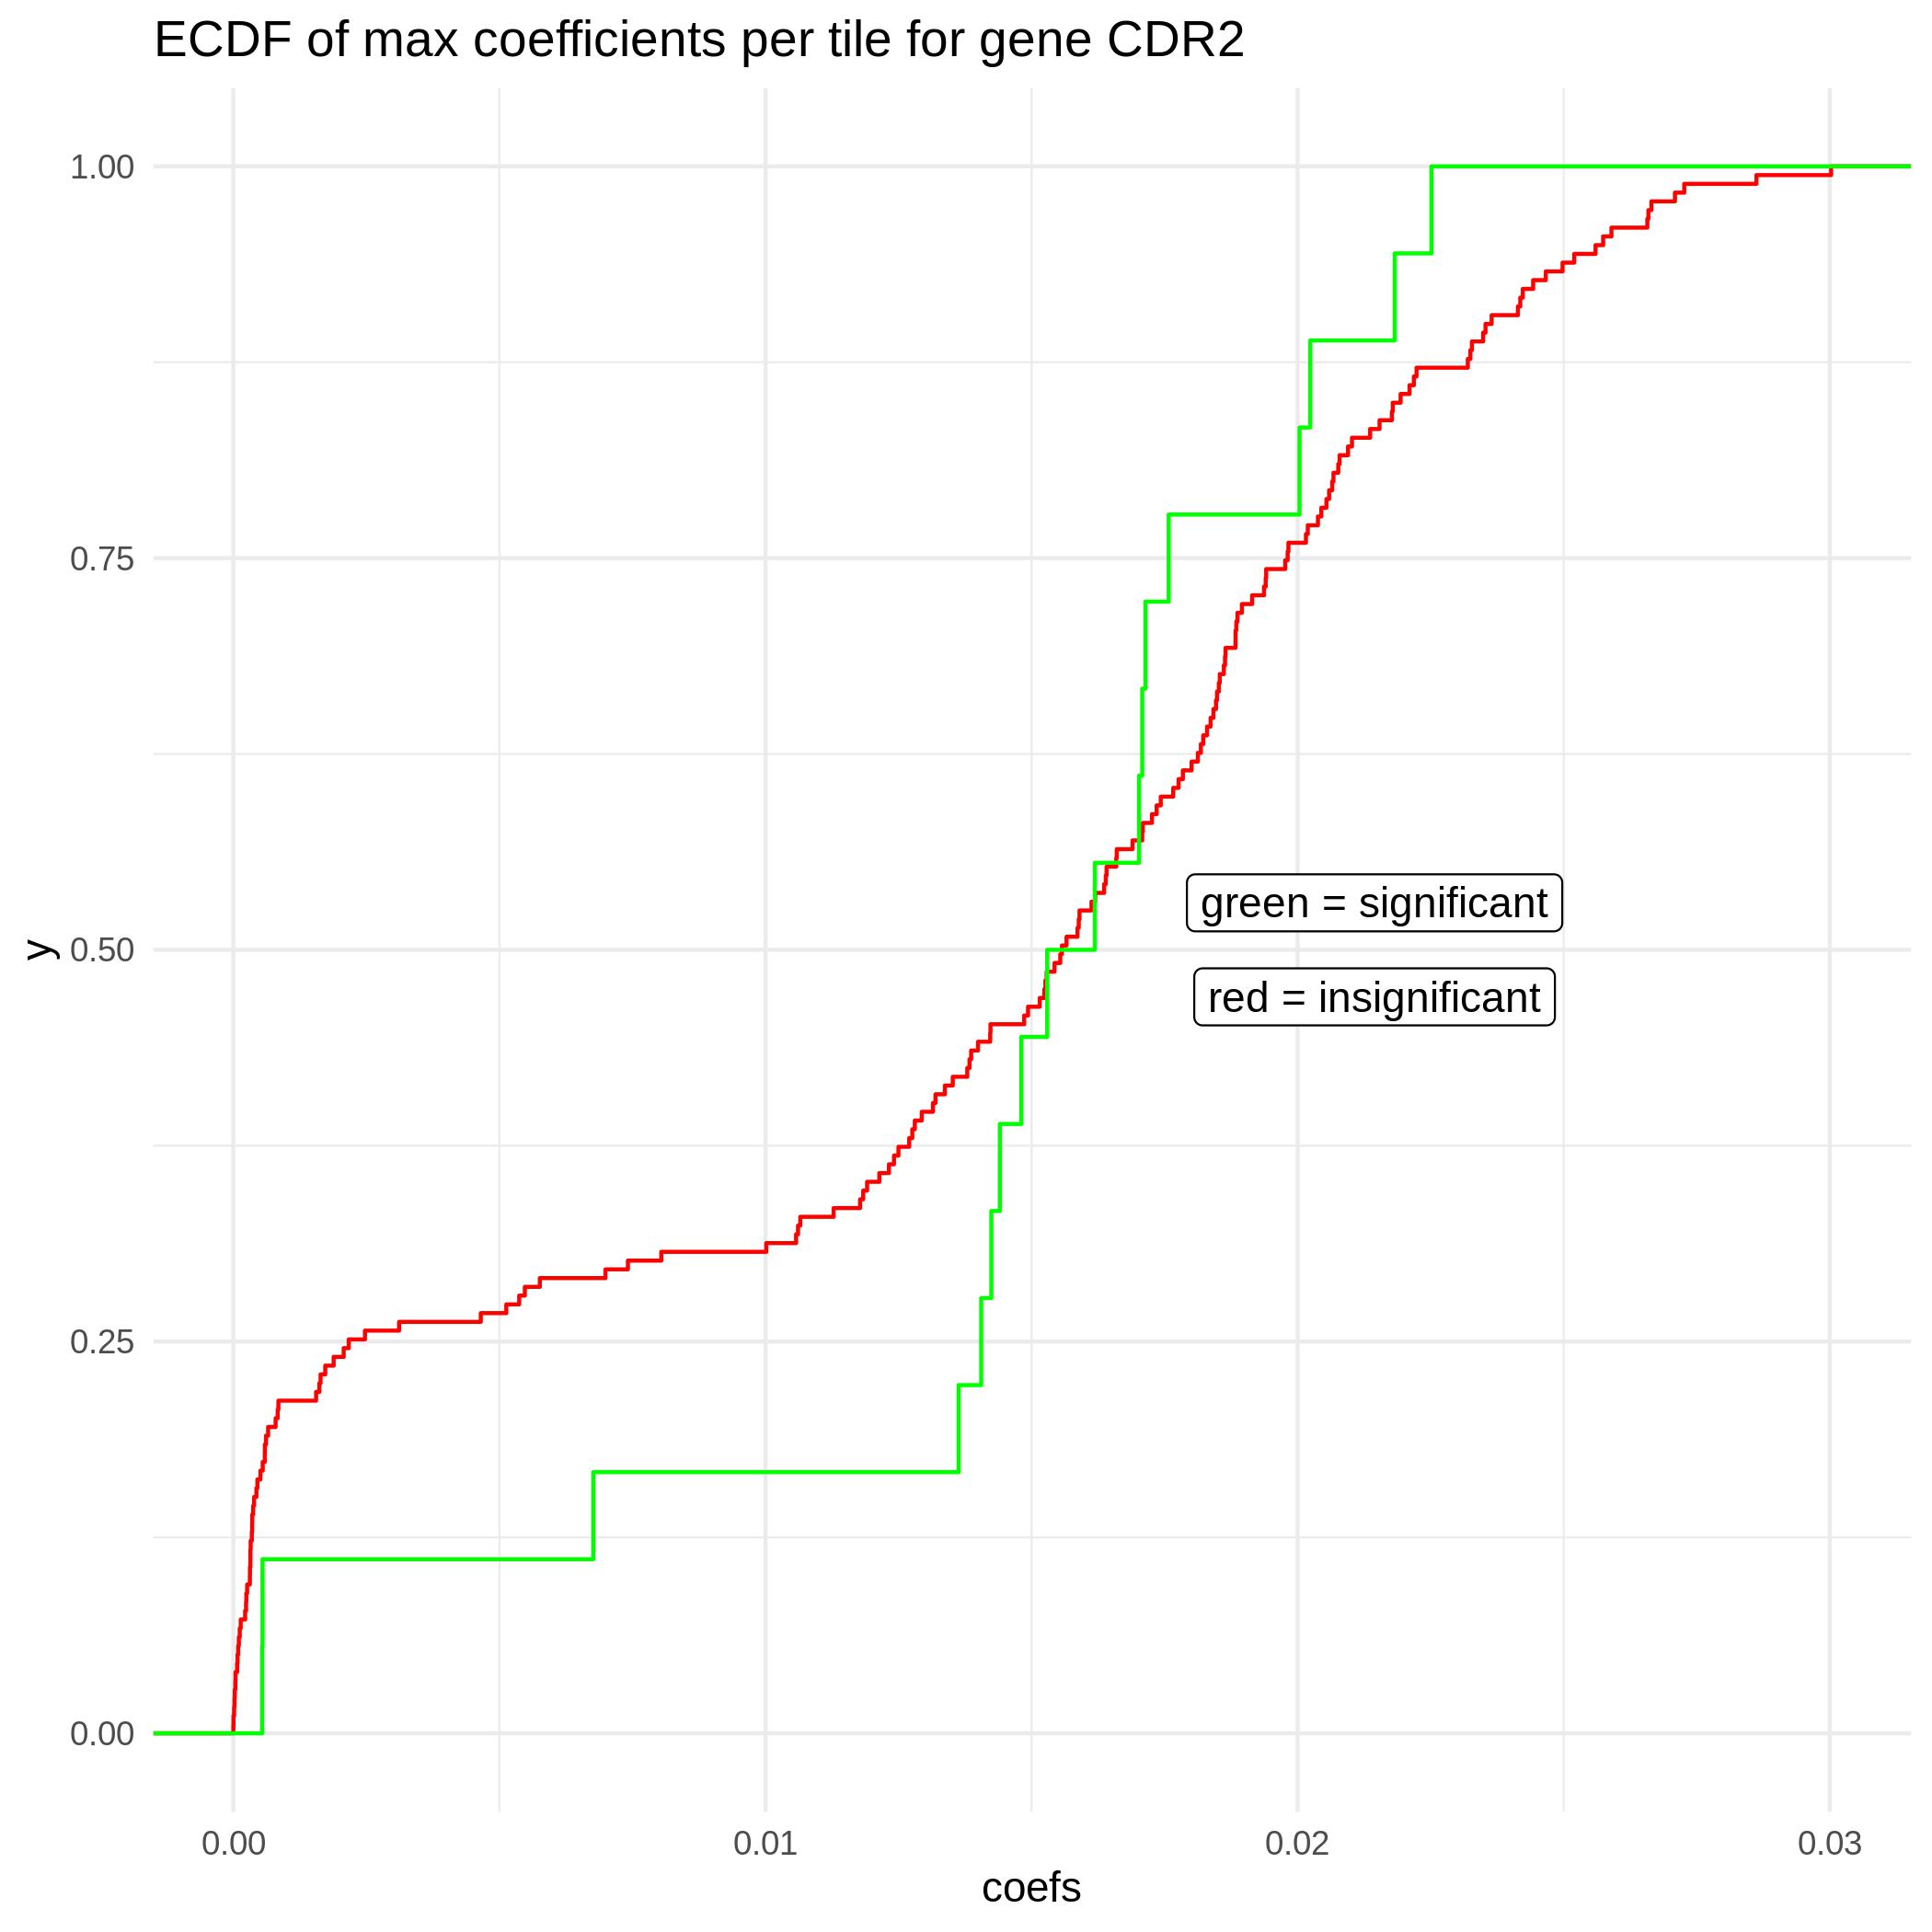 ECDF of max coefficients per tile for gene CDR2
1.00
0.75
0.50
0.25
0.00
y
green = significant
red = insignificant
0.00
0.01
0.02
0.03
coefs